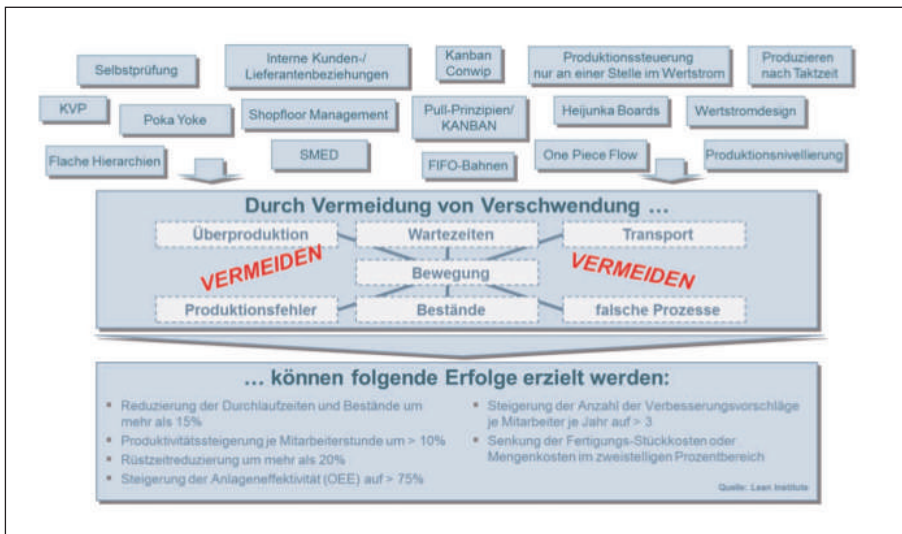 Selbstprüfung
Interne Kunden-/
Lieferantenbeziehungen
Kanban
Conwip
Produktionssteuerung
nur an einer Stelle im Wertstrom
Produzieren
nach Taktzeit
KVP
Poka Yoke
Shopfloor Management
Pull-Prinzipien/
KANBAN
Heijunka Boards
Wertstromdesign
Flache Hierarchien
SMED
FIFO-Bahnen
One Piece Flow
Produktionsnivellierung
Durch Vermeidung von Verschwendung ...
Überproduktion
Wartezeiten
Transport
VERMEIDEN
Bewegung
VERMEIDEN
Produktionsfehler
Bestände
falsche Prozesse
... können folgende Erfolge erzielt werden:
Reduzierung der Durchlaufzeiten und Bestände um
mehr als 15%
Produktivitätssteigerung je Mitarbeiterstunde um > 10%
Rüstzeitreduzierung um mehr als 20%
Steigerung der Anlageneffektivität (OEE) auf > 75%
Steigerung der Anzahl der Verbesserungsvorschläge
je Mitarbeiter je Jahr auf > 3
Senkung der Fertigungs-Stückkosten oder
Mengenkosten im zweistelligen Prozentbereich
Quelle: Lean Institute